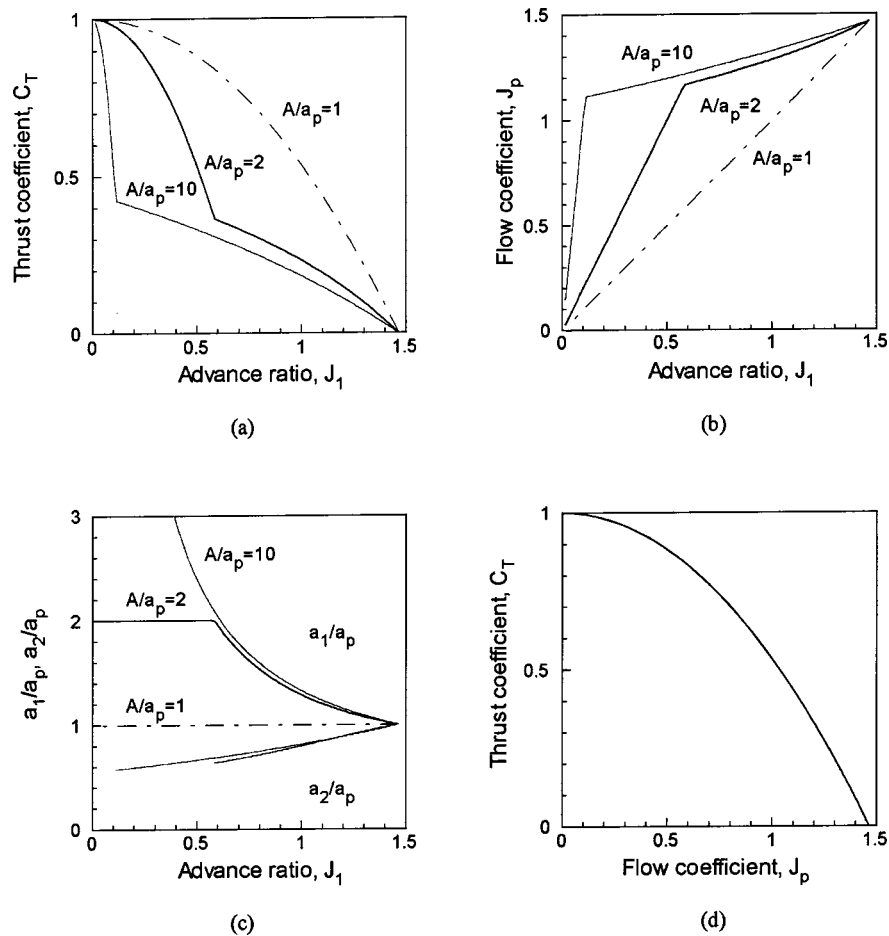 1
0.5
0
0
0.5
1
1.5
Thrust coefficient, C_T
Advance ratio, J_1
A/a_p=1
A/a_p=2
A/a_p=10
(a)
1.5
1
0.5
0
0
0.5
1
1.5
Flow coefficient, J_p
Advance ratio, J_1
A/a_p=10
A/a_p=2
A/a_p=1
(b)
3
2
1
0
0
0.5
1
1.5
a_1/a_p, a_2/a_p
Advance ratio, J_1
A/a_p=10
A/a_p=2
a_1/a_p
A/a_p=1
a_2/a_p
(c)
1
0.5
0
0
0.5
1
1.5
Thrust coefficient, C_T
Flow coefficient, J_p
(d)